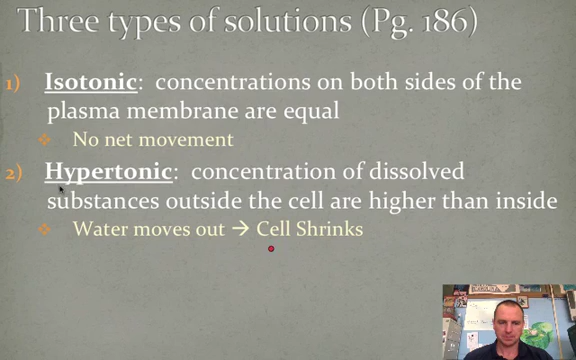 Three types of solutions (Pg. 186)
1) Isotonic: concentrations on both sides of the
plasma membrane are equal
No net movement
2) Hypertonic: concentration of dissolved
substances outside the cell are higher than inside
Water moves out → Cell Shrinks